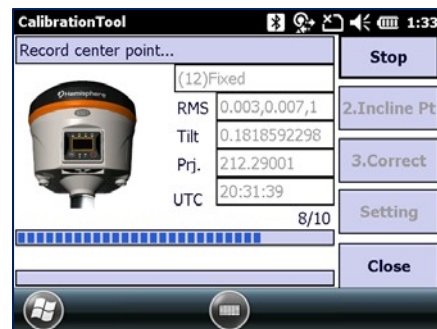 CalibrationTool 1:33
Record center point... Stop
(12)Fixed
RMS 0.003,0.007,1 2.Incline Pt
Tilt 0.1818592298
Prj. 212.29001 3.Correct
UTC 20:31:39
8/10 Setting
Close
Hemisphere